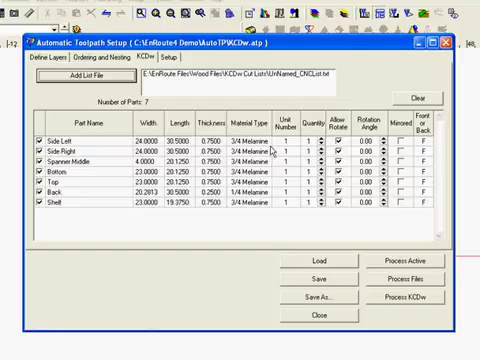 Automatic Toolpath Setup ( C:\EnRoute4 Demo\AutoTP\KCDw.atp )
Define Layers Ordering and Nesting KCDw Setup
Add List File
E:\EnRoute Files\Wood Files\KCDw Cut Lists\UnNamed_CNCList.txt
Number of Parts: 7
Clear
Part Name Width Length Thickness Material Type Unit Number Quantity Allow Rotate Rotation Angle Mirrored Front or Back
Side Left 24.0000 30.5000 0.7500 3/4 Melamine 1 1 0.00 F
Side Right 24.0000 30.5000 0.7500 3/4 Melamine 1 1 0.00 F
Spanner Middle 4.0000 20.1250 0.7500 3/4 Melamine 1 1 0.00 F
Bottom 23.0000 20.1250 0.7500 3/4 Melamine 1 1 0.00 F
Top 23.0000 20.1250 0.7500 3/4 Melamine 1 1 0.00 F
Back 20.2813 30.5000 0.2500 3/4 Melamine 1 1 0.00 F
Shelf 23.0000 19.3750 0.7500 3/4 Melamine 1 1 0.00 F
Load Process Active
Save Process Files
Save As... Process KCDw
Close